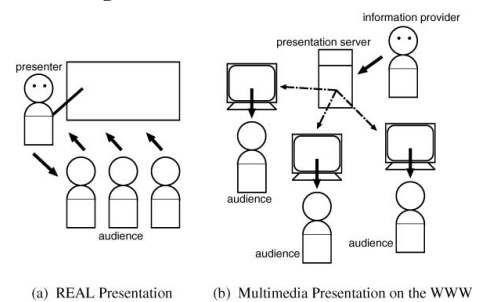 presenter
audience
(a) REAL Presentation
information provider
presentation server
audience
audience
audience
(b) Multimedia Presentation on the WWW